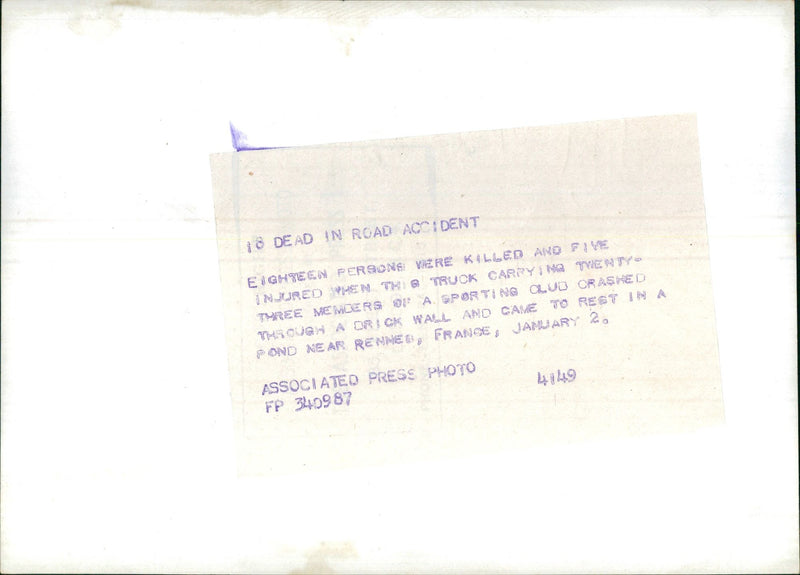 18 DEAD IN ROAD ACCIDENT
EIGHTEEN PERSONS WERE KILLED AND FIVE
INJURED WHEN THIS TRUCK CARRYING TWENTY-
THREE MEMBERS OF A SPORTING CLUB CRASHED
THROUGH A BRICK WALL AND CAME TO REST IN A
POND NEAR RENNES, FRANCE, JANUARY 2.
ASSOCIATED PRESS PHOTO 4149
FP 340987